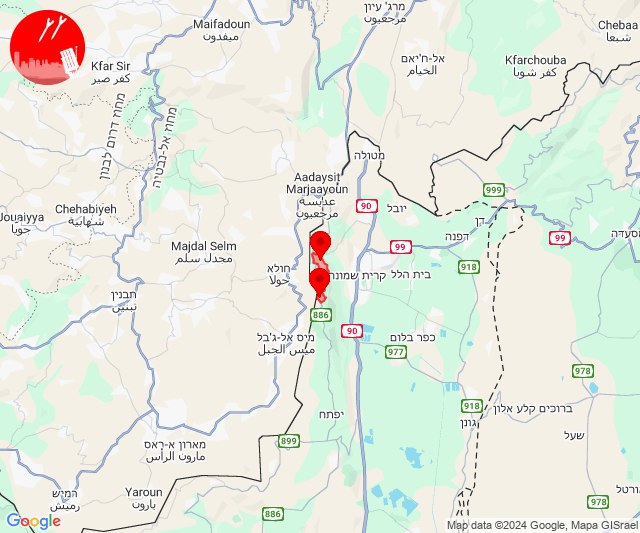 Maifadoun
מיפדון
מרג' עיון
مرجعيون
Chebaa
شبعا
Kfar Sir
كفر صير
אל-ח'יאם
الخيام
Kfarchouba
كفر شوبا
מחוז דרום לבנון
מחוז אל-נבטיה
מטולה
Aadaysit
Marjaayoun
عديسة
مرجعيون
90
יובל
999
Chehabiyeh
شهابية
Jouaiyya
جويا
דן
דפנה
99
99
מסעדה
Majdal Selm
مجدل سلم
חולא
حولا
קרית שמונה
בית הלל
918
תבנין
تبنين
886
90
מיס אל-ג'בל
ميس الجبل
כפר בלום
977
978
978
יפתח
918
גונן
ברוכים קלע אלון
שעל
899
מארון א-ראס
مارون الراس
Yaroun
يارون
רמיש
رميش
886
978
Google
Map data ©2024 Google, Mapa GISrael